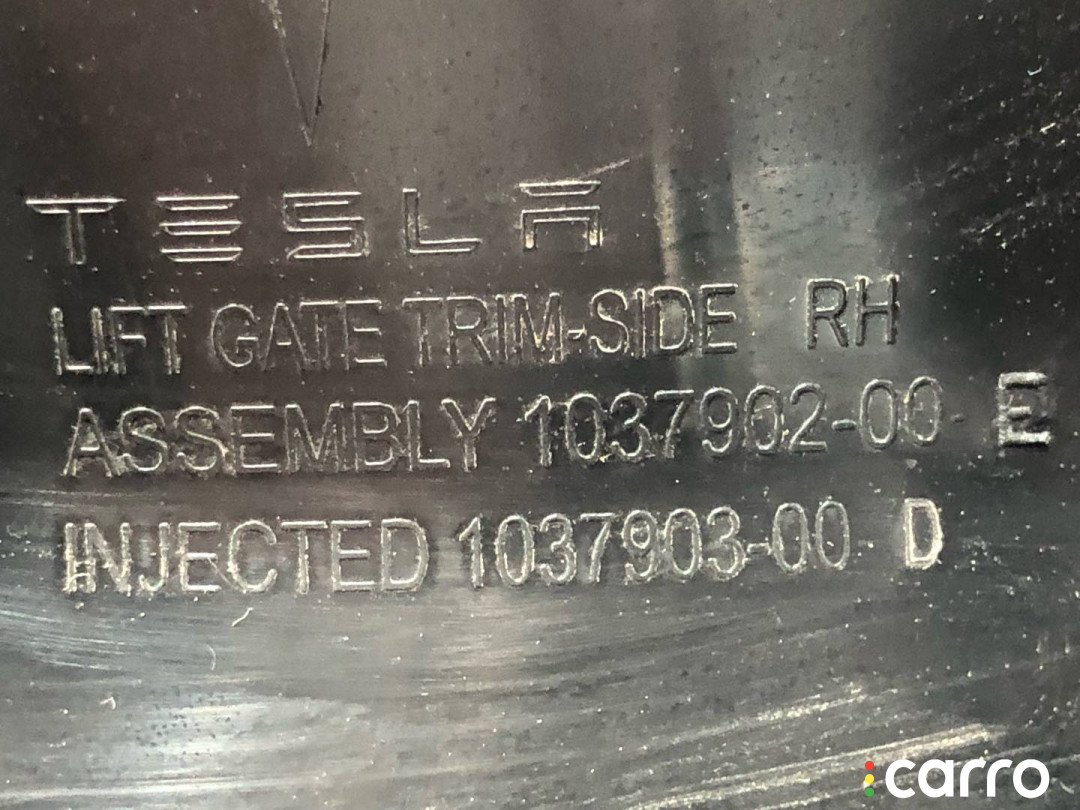 TESLA
LIFT GATE TRIM-SIDE RH
ASSEMBLY 1037902-00-E
INJECTED 1037903-00 D
carro